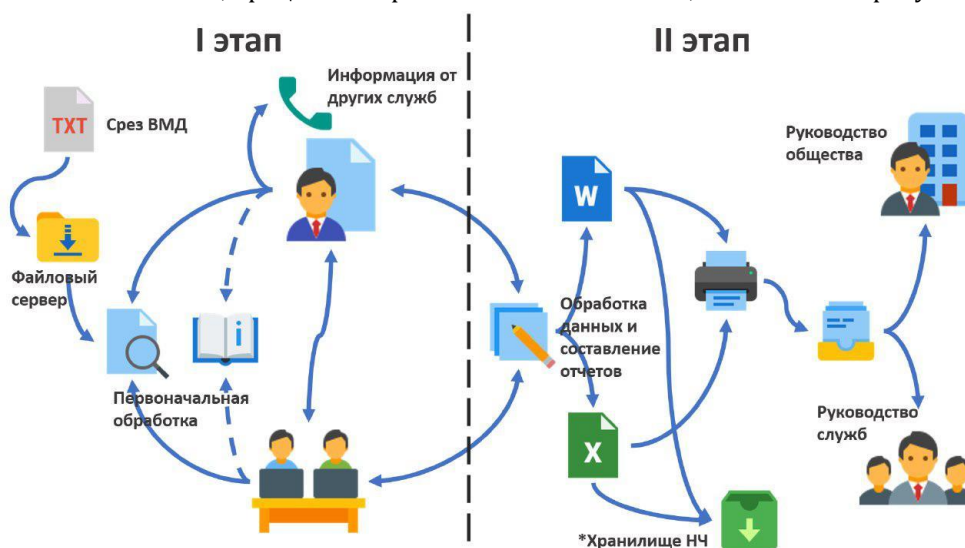 I этап
II этап
TXT
Срез ВМД
Информация от
других служб
Файловый
сервер
i
Первоначальная
обработка
W
Обработка
данных и
составление
отчетов
X
*Хранилище НЧ
Руководство
общества
Руководство
служб